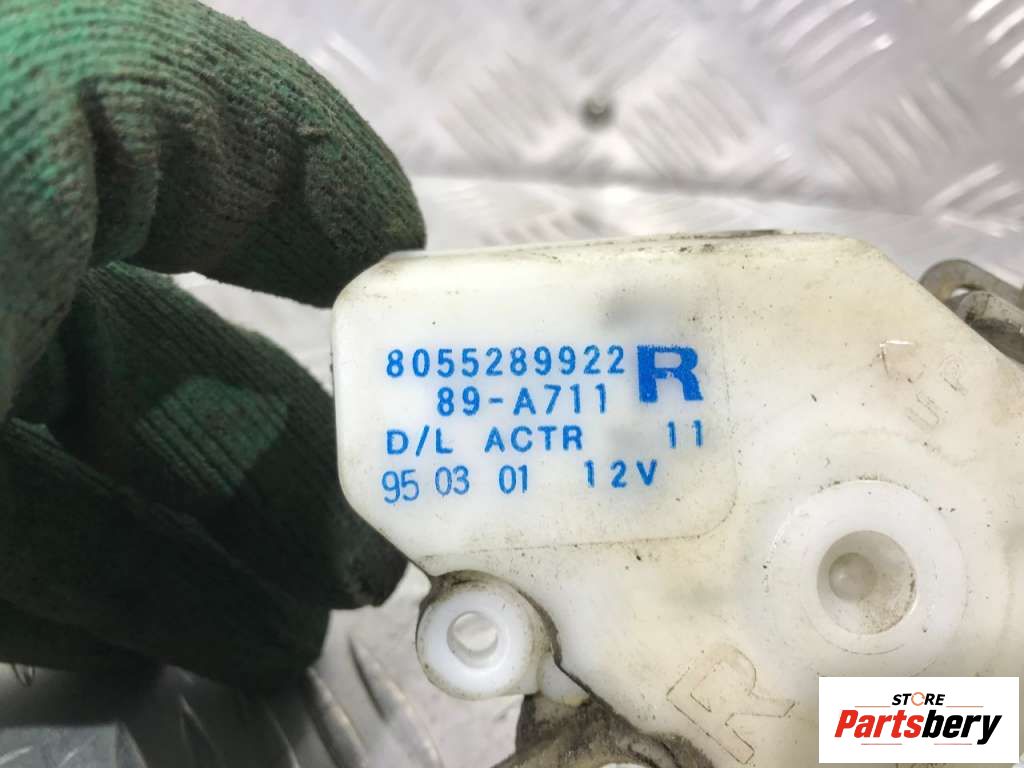 8055289922 R
89-A711
D/L ACTR 11
95 03 01 12V
R
STORE
Partsbery